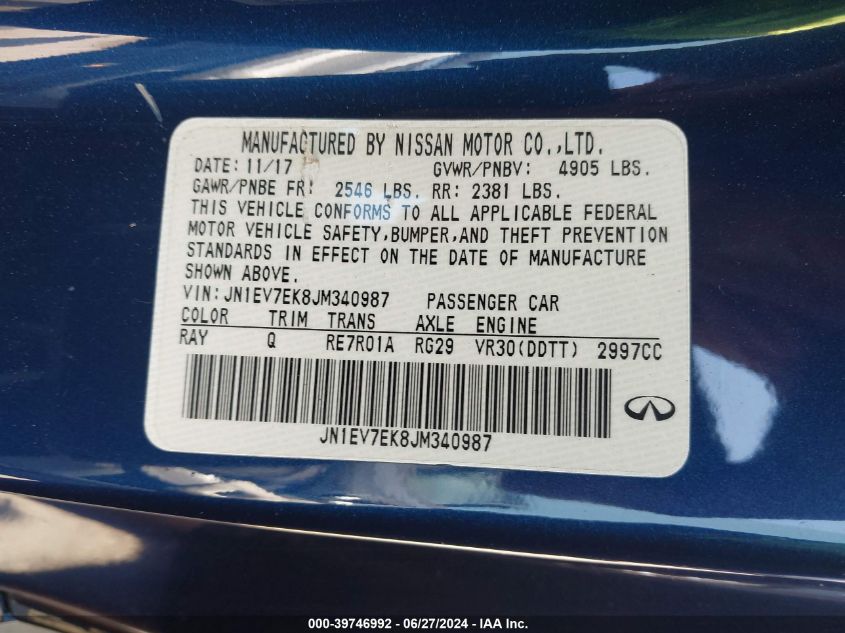 MANUFACTURED BY NISSAN MOTOR CO.,LTD.
DATE: 11/17 GVWR/PNBV: 4905 LBS.
GAWR/PNBE FR: 2546 LBS. RR: 2381 LBS.
THIS VEHICLE CONFORMS TO ALL APPLICABLE FEDERAL
MOTOR VEHICLE SAFETY,BUMPER,AND THEFT PREVENTION
STANDARDS IN EFFECT ON THE DATE OF MANUFACTURE
SHOWN ABOVE.
VIN:JN1EV7EK8JM340987 PASSENGER CAR
COLOR TRIM TRANS AXLE ENGINE
RAY Q RE7R01A RG29 VR30(DDTT) 2997CC
JN1EV7EK8JM340987
000-39746992 - 06/27/2024 - IAA Inc.